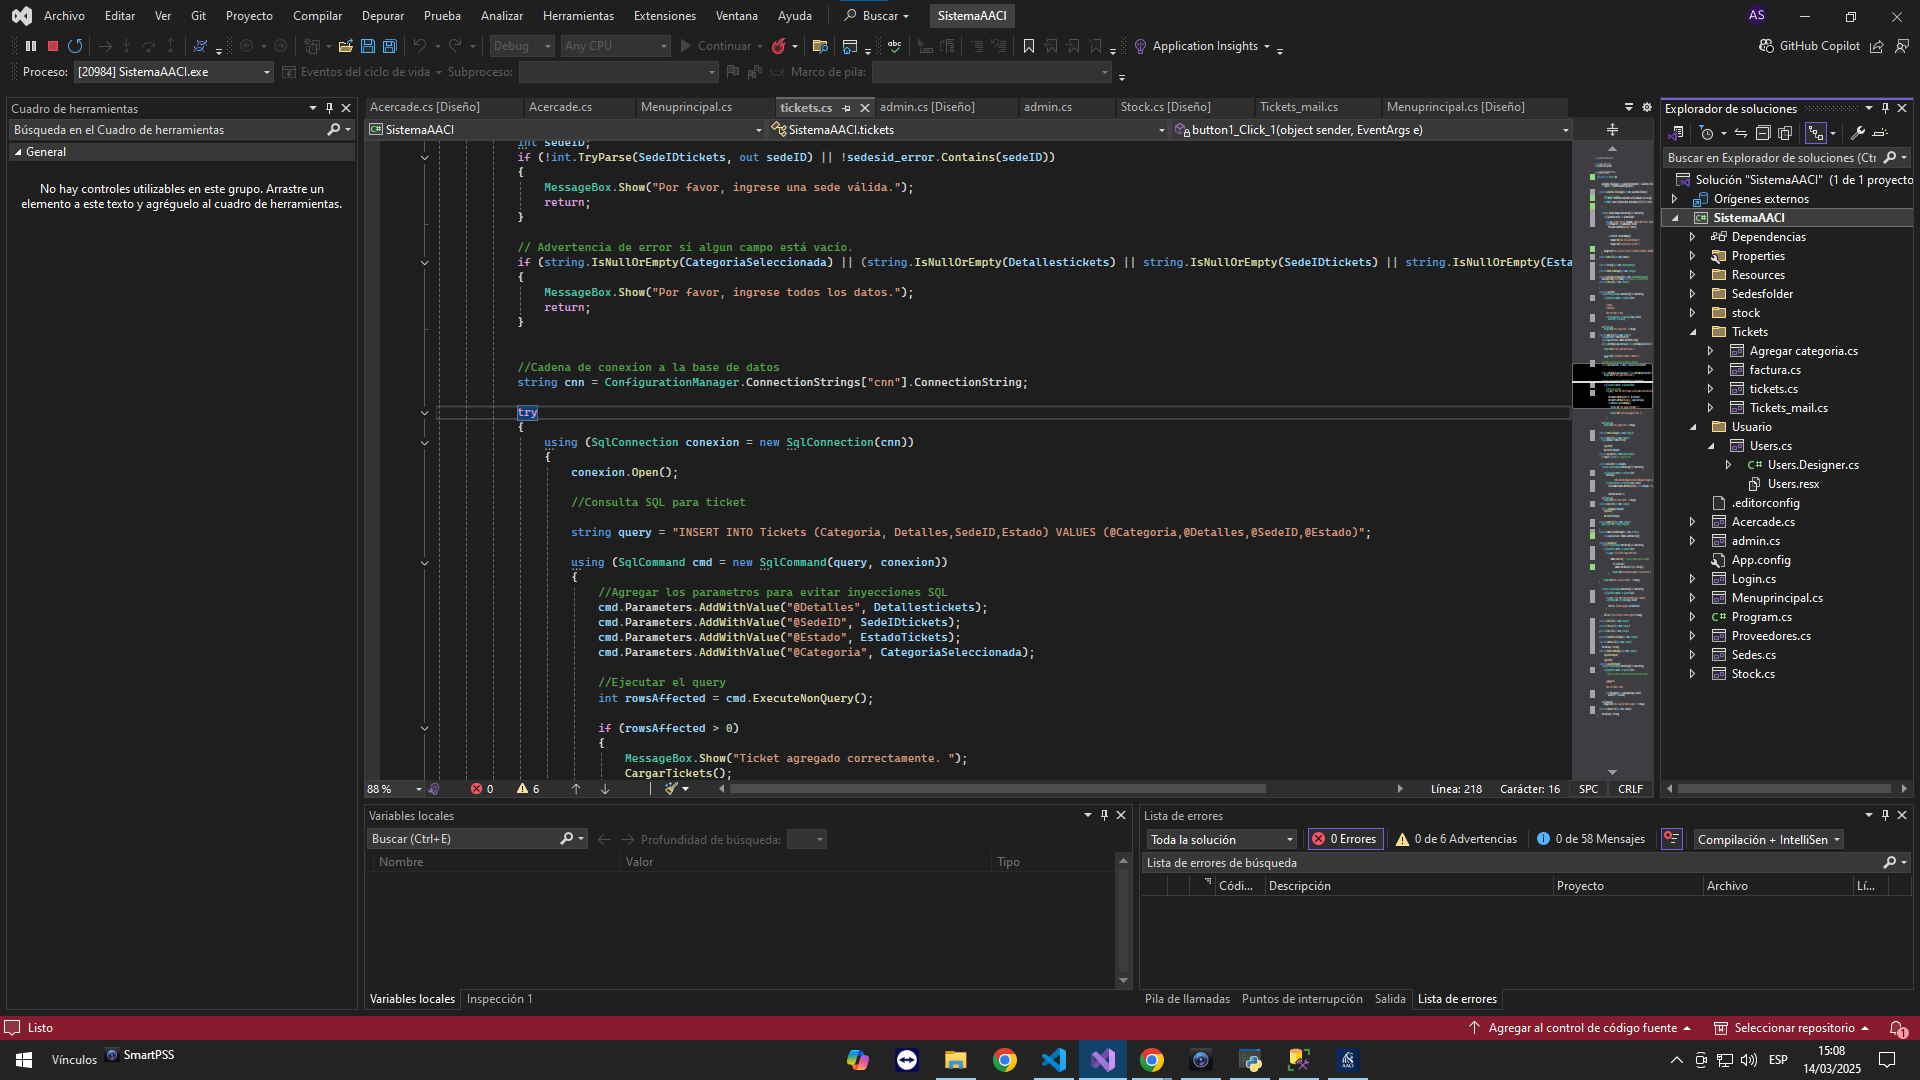 Archivo Editar Ver Git Proyecto Compilar Depurar Prueba Analizar Herramientas Extensiones Ventana Ayuda Buscar SistemaAACI AS
Debug Any CPU Continuar Application Insights GitHub Copilot
Proceso: [20984] SistemaAACI.exe Eventos del ciclo de vida Subproceso: Marco de pila:
Cuadro de herramientas
Búsqueda en el Cuadro de herramientas
General
No hay controles utilizables en este grupo. Arrastre un
elemento a este texto y agréguelo al cuadro de herramientas.
Acercade.cs [Diseño] Acercade.cs Menuprincipal.cs tickets.cs admin.cs [Diseño] admin.cs Stock.cs [Diseño] Tickets_mail.cs Menuprincipal.cs [Diseño]
SistemaAACI SistemaAACI.tickets button1_Click_1(object sender, EventArgs e)
int sedeID;
if (!int.TryParse(SedeIDtickets, out sedeID) || !sedesid_error.Contains(sedeID))
{
MessageBox.Show("Por favor, ingrese una sede válida.");
return;
}
// Advertencia de error si algun campo está vacío.
if (string.IsNullOrEmpty(CategoriaSeleccionada) || (string.IsNullOrEmpty(Detallestickets) || string.IsNullOrEmpty(SedeIDtickets) || string.IsNullOrEmpty(Esta
{
MessageBox.Show("Por favor, ingrese todos los datos.");
return;
}
//Cadena de conexion a la base de datos
string cnn = ConfigurationManager.ConnectionStrings["cnn"].ConnectionString;
try
{
using (SqlConnection conexion = new SqlConnection(cnn))
{
conexion.Open();
//Consulta SQL para ticket
string query = "INSERT INTO Tickets (Categoria, Detalles,SedeID,Estado) VALUES (@Categoria,@Detalles,@SedeID,@Estado)";
using (SqlCommand cmd = new SqlCommand(query, conexion))
{
//Agregar los parametros para evitar inyecciones SQL
cmd.Parameters.AddWithValue("@Detalles", Detallestickets);
cmd.Parameters.AddWithValue("@SedeID", SedeIDtickets);
cmd.Parameters.AddWithValue("@Estado", EstadoTickets);
cmd.Parameters.AddWithValue("@Categoria", CategoriaSeleccionada);
//Ejecutar el query
int rowsAffected = cmd.ExecuteNonQuery();
if (rowsAffected > 0)
{
MessageBox.Show("Ticket agregado correctamente. ");
CargarTickets();
88 % 0 6 Línea: 218 Carácter: 16 SPC CRLF
Explorador de soluciones
Buscar en Explorador de soluciones (Ctr
Solución "SistemaAACI" (1 de 1 proyecto
Orígenes externos
SistemaAACI
Dependencias
Properties
Resources
Sedesfolder
stock
Tickets
Agregar categoria.cs
factura.cs
tickets.cs
Tickets_mail.cs
Usuario
Users.cs
C# Users.Designer.cs
Users.resx
.editorconfig
Acercade.cs
admin.cs
App.config
Login.cs
Menuprincipal.cs
C# Program.cs
Proveedores.cs
Sedes.cs
Stock.cs
Variables locales
Buscar (Ctrl+E) Profundidad de búsqueda:
Nombre Valor Tipo
Variables locales Inspección 1
Lista de errores
Toda la solución 0 Errores 0 de 6 Advertencias 0 de 58 Mensajes Compilación + IntelliSen
Lista de errores de búsqueda
Códi... Descripción Proyecto Archivo Lí...
Pila de llamadas Puntos de interrupción Salida Lista de errores
Listo Agregar al control de código fuente Seleccionar repositorio 1
Vínculos SmartPSS AACI ESP 15:08
14/03/2025